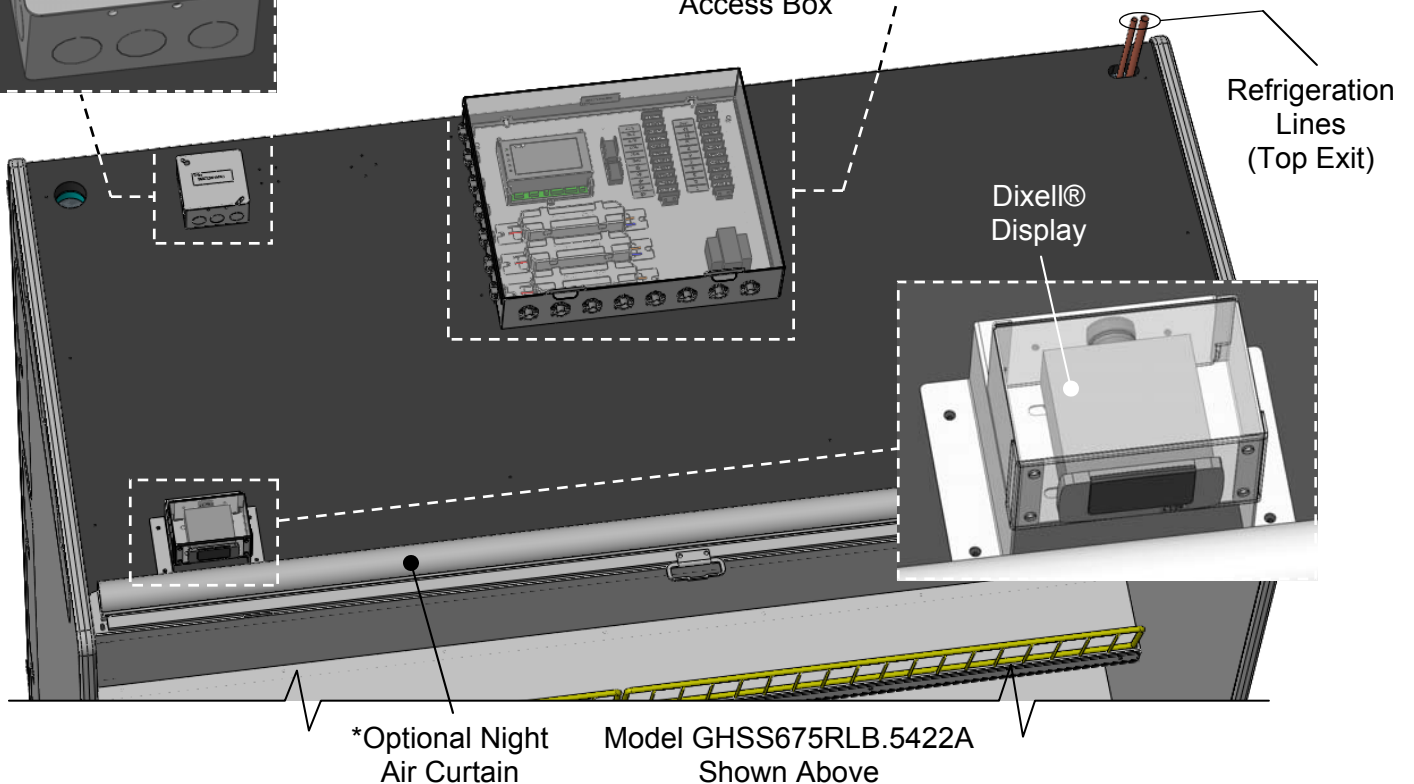 Access Box
Refrigeration
Lines
(Top Exit)
Dixell®
Display
*Optional Night
Air Curtain
Model GHSS675RLB.5422A
Shown Above